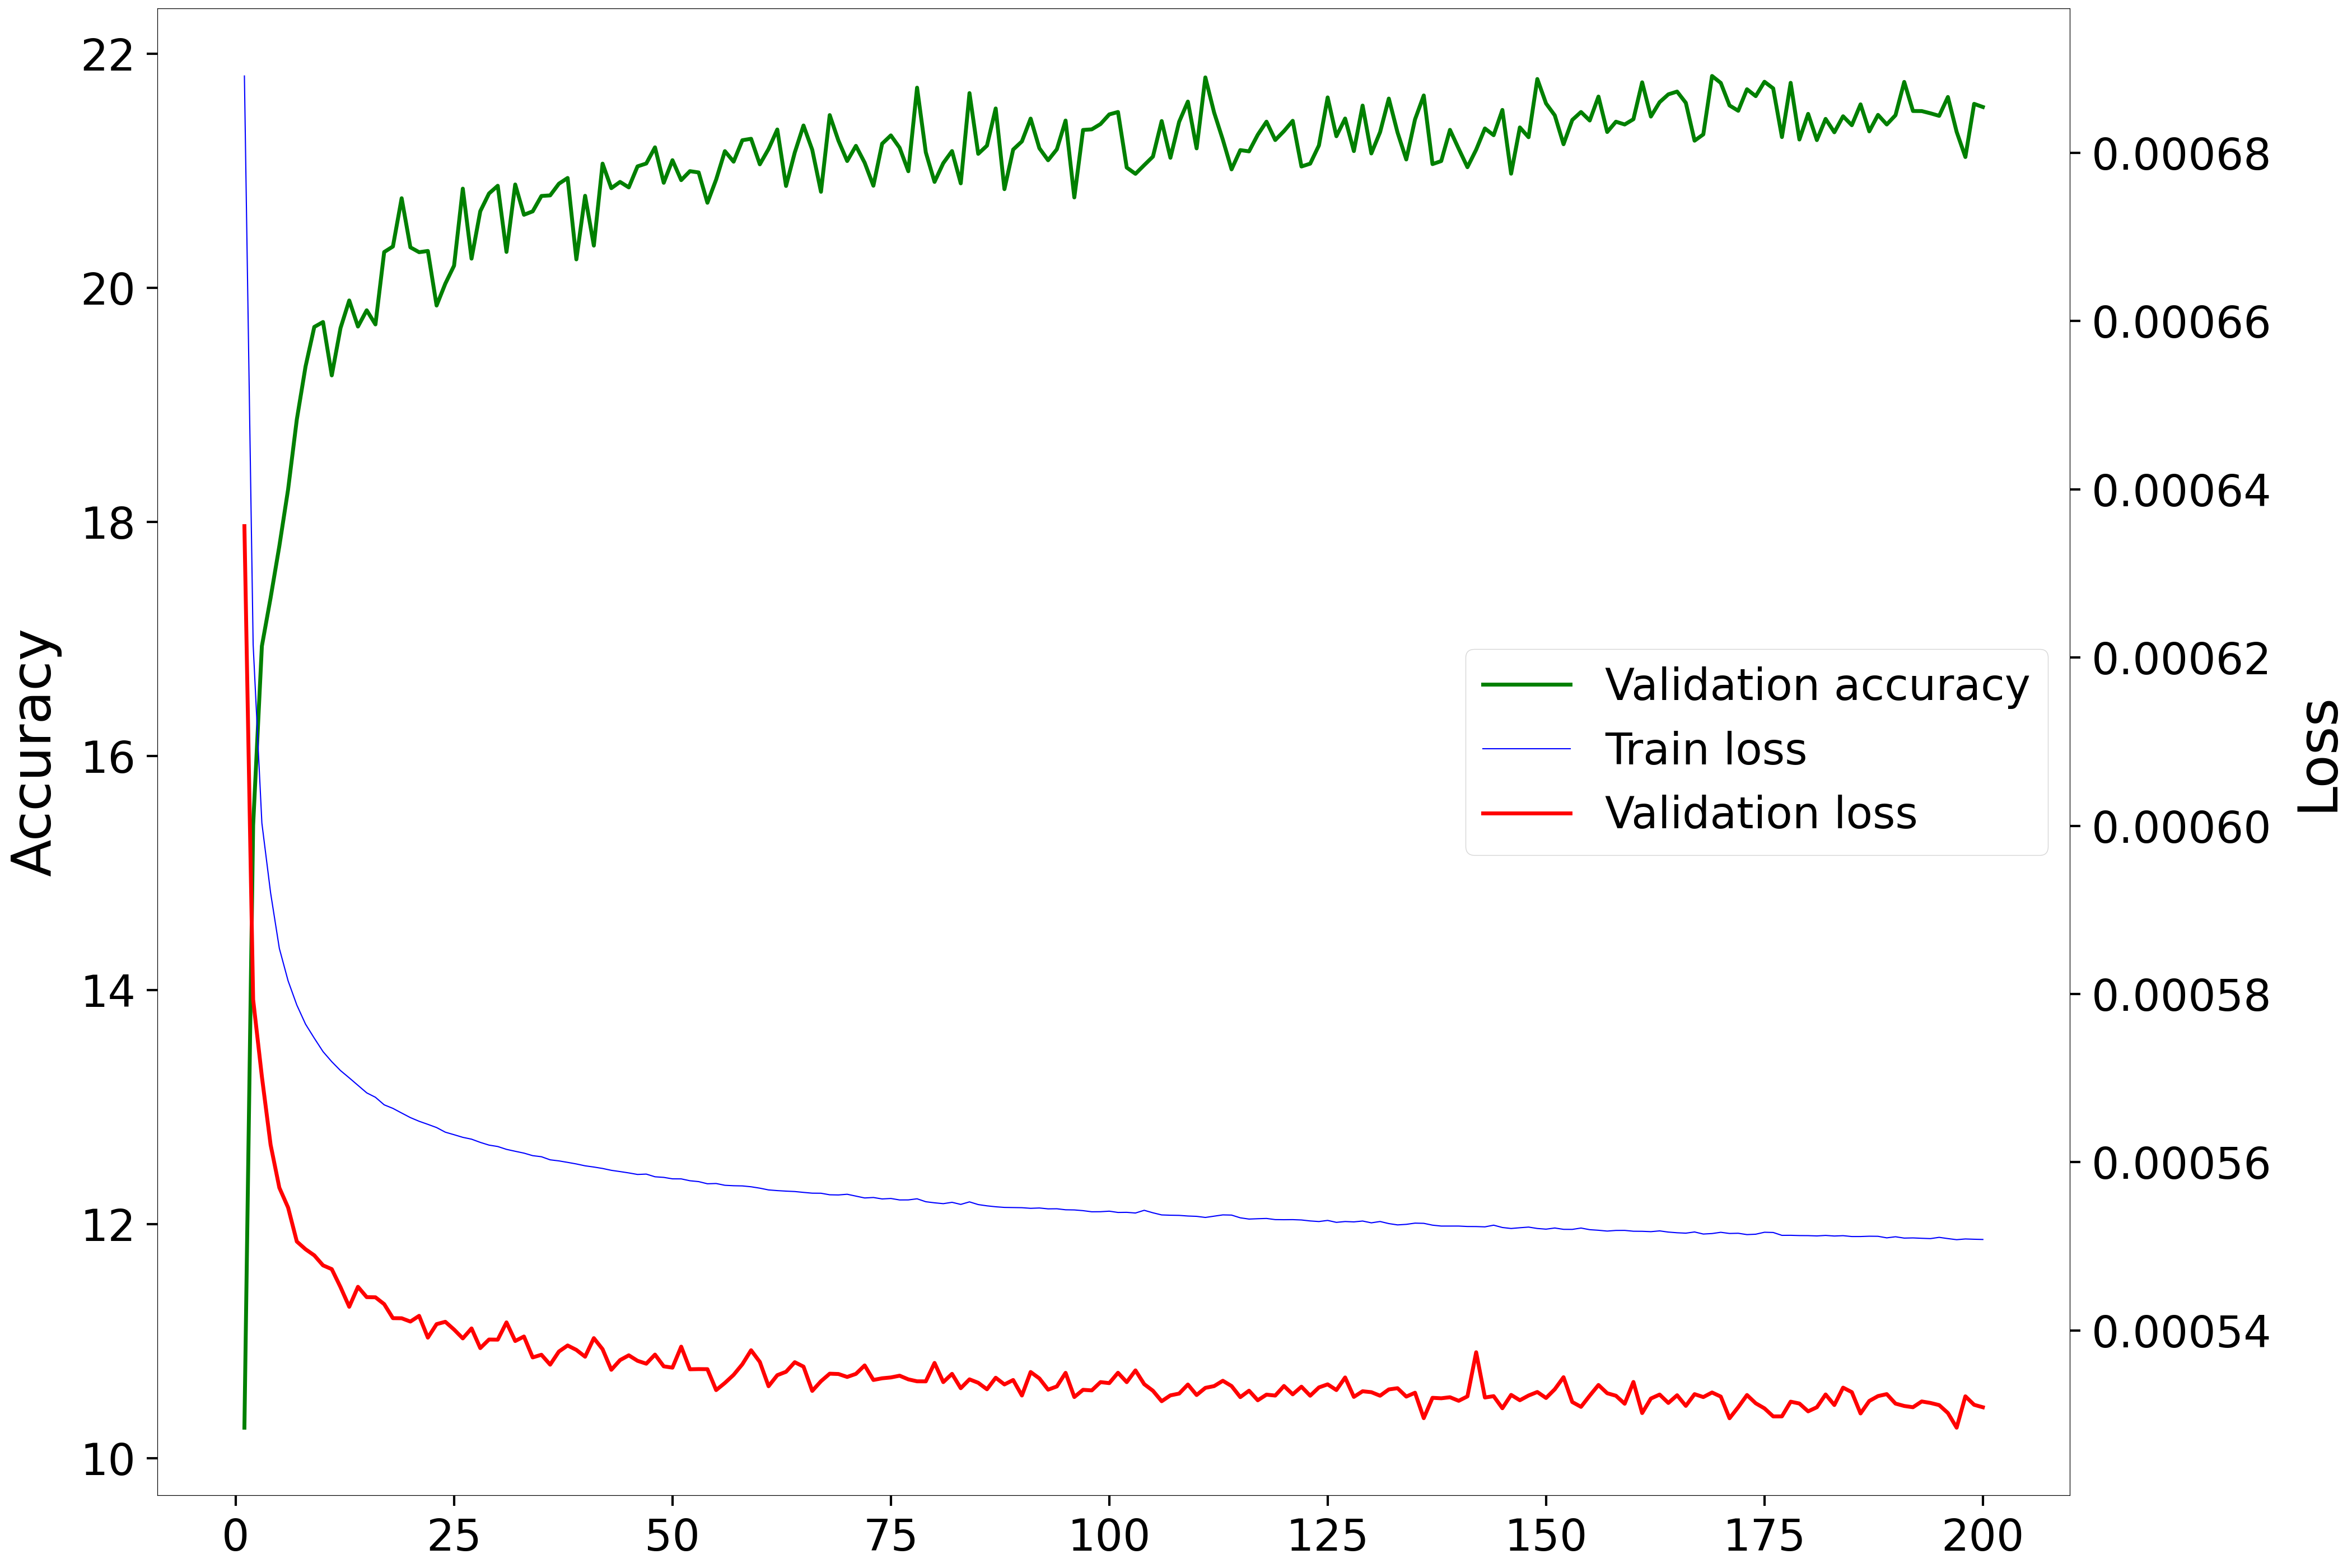 22
20
18
16
14
12
10
Accuracy
0.00068
0.00066
0.00064
0.00062
0.00060
0.00058
0.00056
0.00054
Loss
Validation accuracy
Train loss
Validation loss
0 25 50 75 100 125 150 175 200